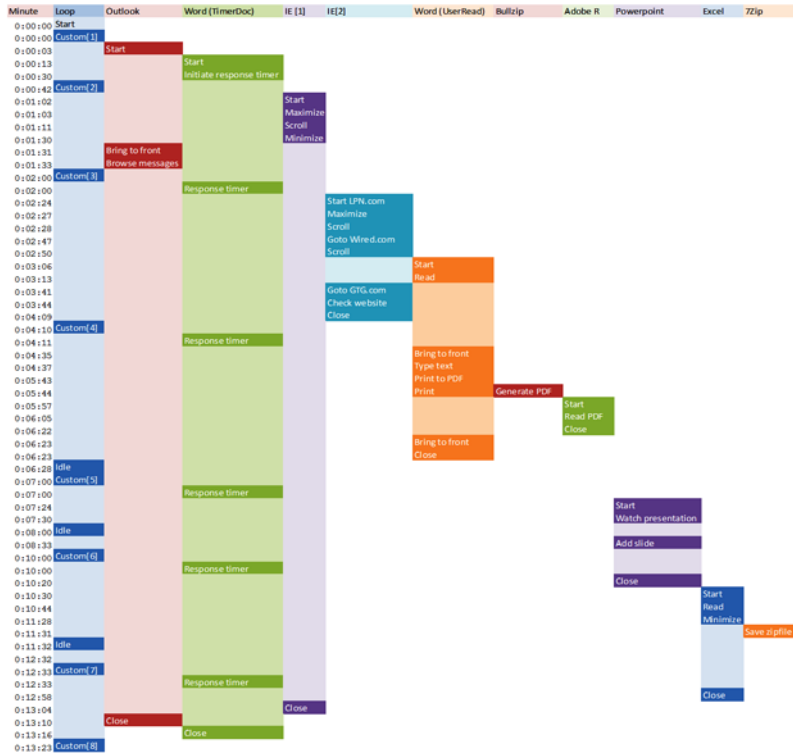 Minute Loop Outlook Word (TimerDoc) IE [1] IE[2] Word (UserRead) Bullzip Adobe R Powerpoint Excel 7Zip
0:00:00 Start
0:00:00 Custom[1]
0:00:03 Start
0:00:13 Start
0:00:30 Initiate response timer
0:00:42 Custom[2]
0:01:02 Start
0:01:03 Maximize
0:01:11 Scroll
0:01:30 Minimize
0:01:31 Bring to front
0:01:33 Browse messages
0:02:00 Custom[3]
0:02:00 Response timer
0:02:24 Start LPN.com
0:02:27 Maximize
0:02:28 Scroll
0:02:47 Goto Wired.com
0:02:50 Scroll
0:03:06 Start
0:03:13 Read
0:03:41 Goto GTG.com
0:03:44 Check website
0:04:09 Close
0:04:10 Custom[4]
0:04:11 Response timer
0:04:35 Bring to front
0:04:37 Type text
0:05:43 Print to PDF
0:05:44 Print Generate PDF
0:05:57 Start
0:06:05 Read PDF
0:06:22 Close
0:06:23 Bring to front
0:06:23 Close
0:06:28 Idle
0:07:00 Custom[5]
0:07:00 Response timer
0:07:24 Start
0:07:30 Watch presentation
0:08:00 Idle
0:08:33 Add slide
0:10:00 Custom[6]
0:10:00 Response timer
0:10:20 Close
0:10:30 Start
0:10:44 Read
0:11:28 Minimize
0:11:31 Save zipfile
0:11:32 Idle
0:12:32
0:12:33 Custom[7]
0:12:33 Response timer
0:12:58 Close
0:13:04 Close
0:13:10 Close
0:13:16 Close
0:13:23 Custom[8]